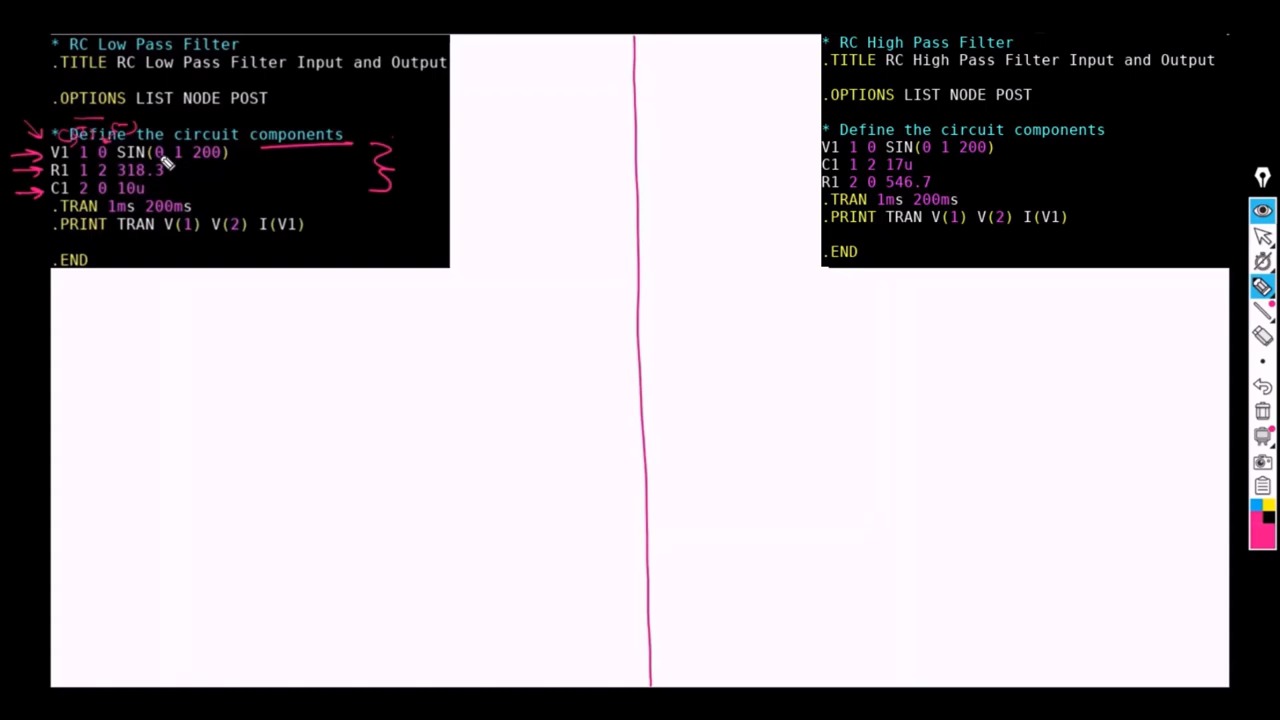 * RC Low Pass Filter
.TITLE RC Low Pass Filter Input and Output
.OPTIONS LIST NODE POST
* Define the circuit components
V1 1 0 SIN(0 1 200)
R1 1 2 318.3
C1 2 0 10u
.TRAN 1ms 200ms
.PRINT TRAN V(1) V(2) I(V1)
.END
* RC High Pass Filter
.TITLE RC High Pass Filter Input and Output
.OPTIONS LIST NODE POST
* Define the circuit components
V1 1 0 SIN(0 1 200)
C1 1 2 17u
R1 2 0 546.7
.TRAN 1ms 200ms
.PRINT TRAN V(1) V(2) I(V1)
.END